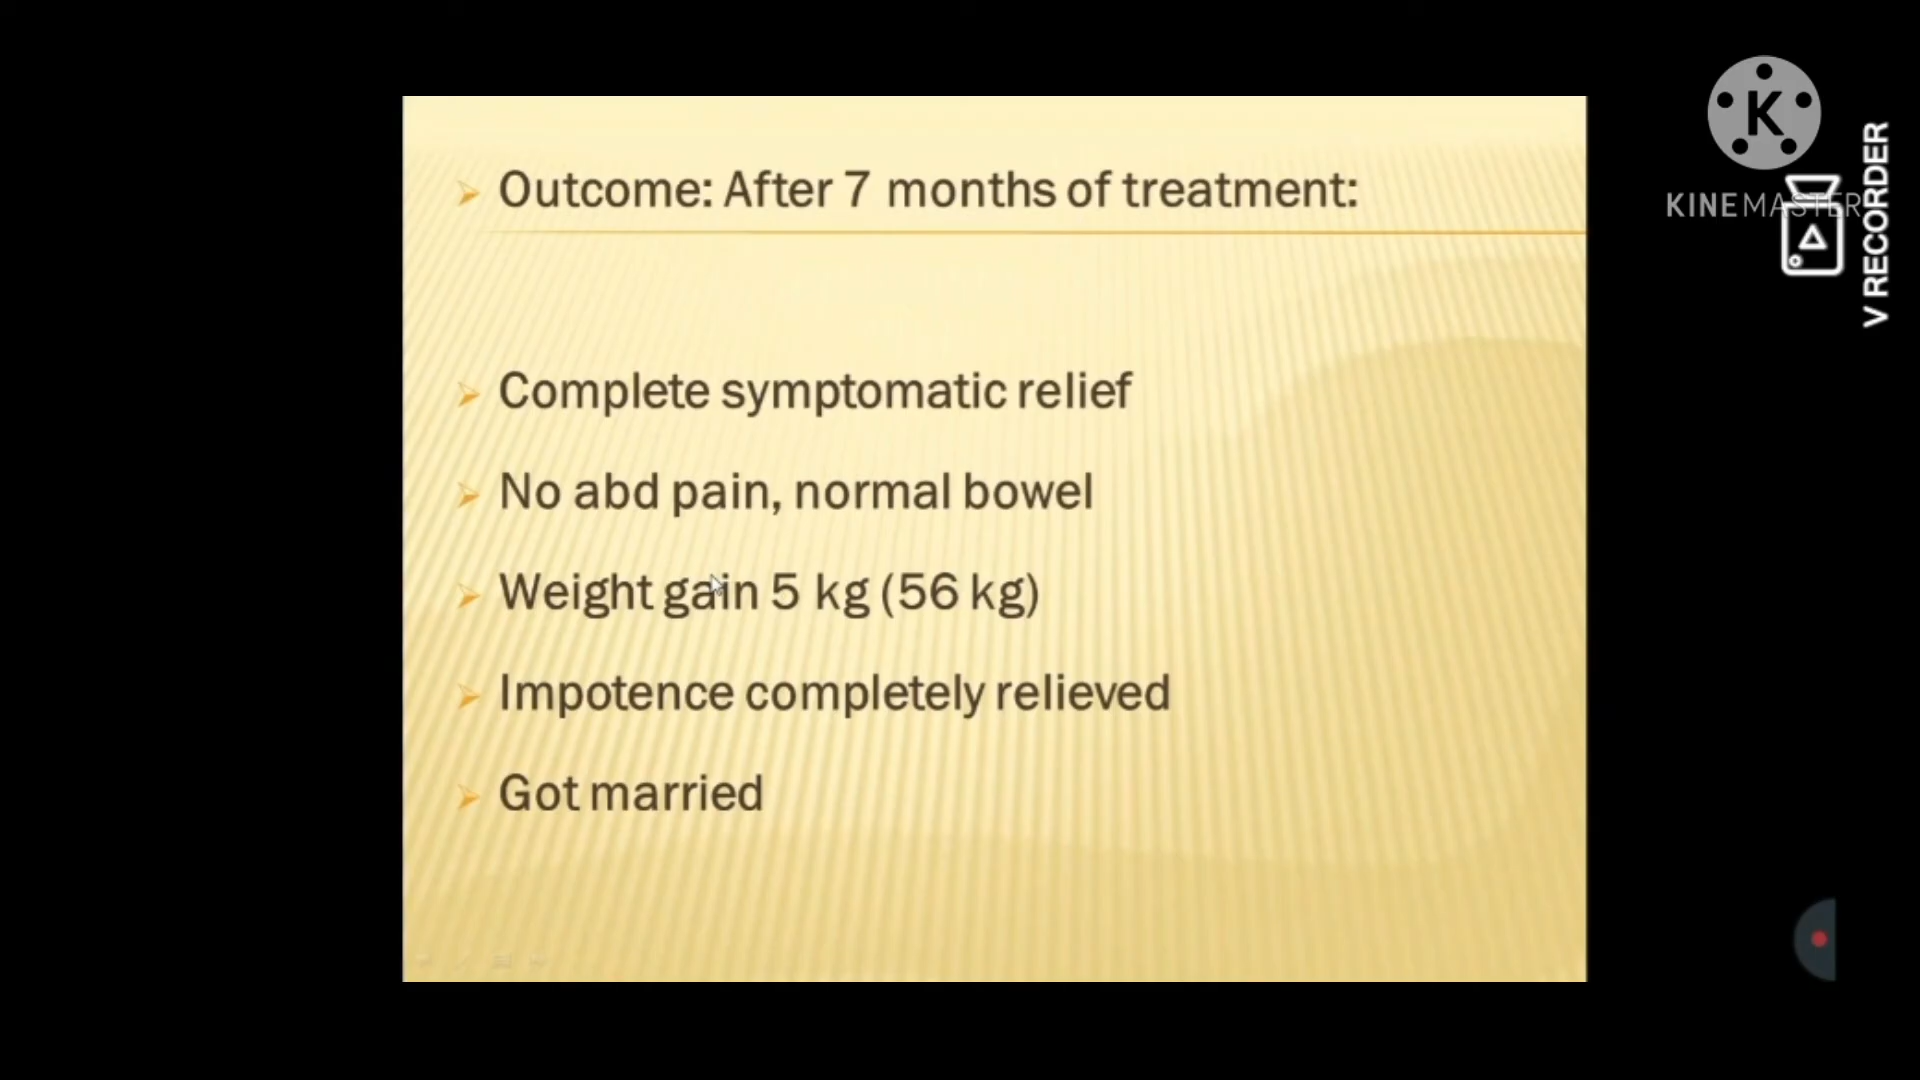 Outcome: After 7 months of treatment:
Complete symptomatic relief
No abd pain, normal bowel
Weight gain 5 kg (56 kg)
Impotence completely relieved
Got married
K
KINEMASTER
V RECORDER